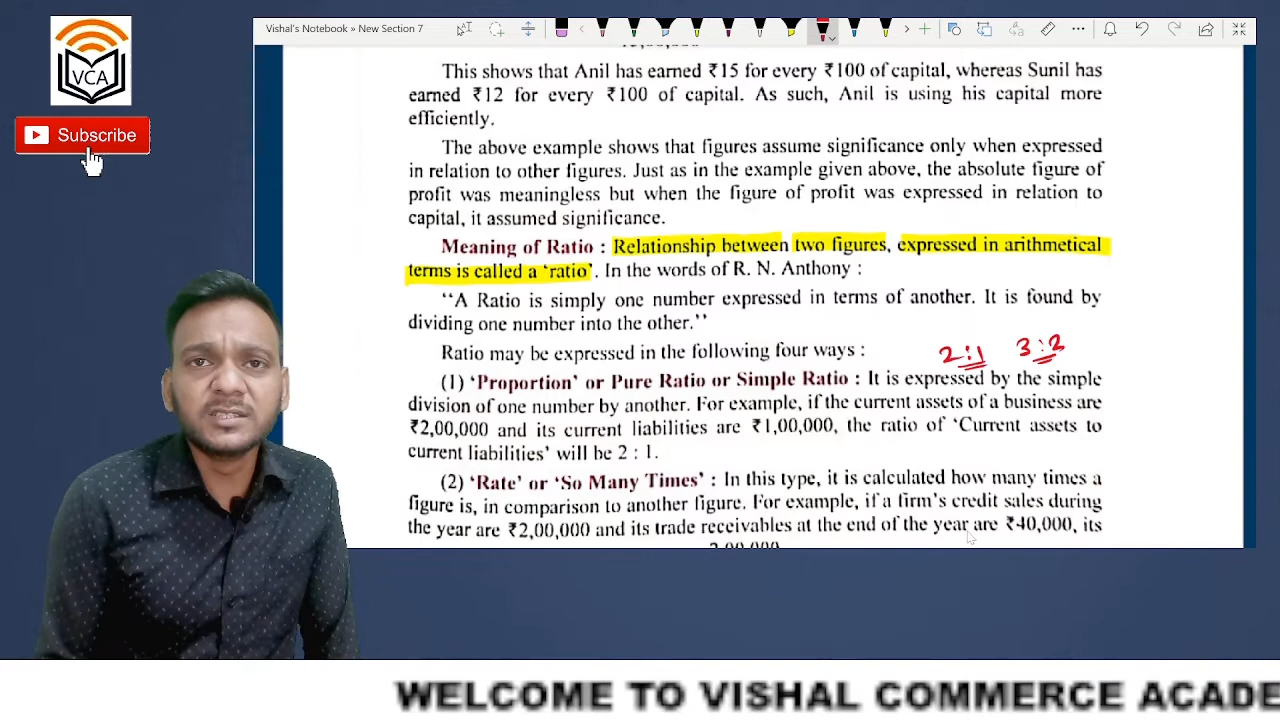 Vishal's Notebook » New Section 7
VCA
Subscribe
This shows that Anil has earned ₹15 for every ₹100 of capital, whereas Sunil has
earned ₹12 for every ₹100 of capital. As such, Anil is using his capital more
efficiently.
The above example shows that figures assume significance only when expressed
in relation to other figures. Just as in the example given above, the absolute figure of
profit was meaningless but when the figure of profit was expressed in relation to
capital, it assumed significance.
Meaning of Ratio : Relationship between two figures, expressed in arithmetical
terms is called a 'ratio'. In the words of R. N. Anthony :
“A Ratio is simply one number expressed in terms of another. It is found by
dividing one number into the other.”
Ratio may be expressed in the following four ways :
2:1 3:2
(1) 'Proportion' or Pure Ratio or Simple Ratio : It is expressed by the simple
division of one number by another. For example, if the current assets of a business are
₹2,00,000 and its current liabilities are ₹1,00,000, the ratio of 'Current assets to
current liabilities' will be 2 : 1.
(2) 'Rate' or 'So Many Times' : In this type, it is calculated how many times a
figure is, in comparison to another figure. For example, if a firm's credit sales during
the year are ₹2,00,000 and its trade receivables at the end of the year are ₹40,000, its
WELCOME TO VISHAL COMMERCE ACADE